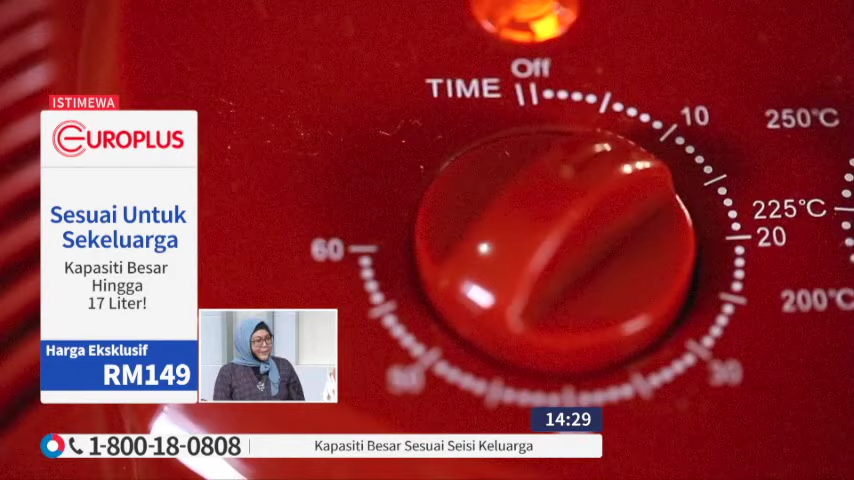 ISTIMEWA
EUROPLUS
Sesuai Untuk
Sekeluarga
Kapasiti Besar
Hingga
17 Liter!
Harga Eksklusif
RM149
1-800-18-0808
Kapasiti Besar Sesuai Seisi Keluarga
14:29
Off
TIME
10
250°C
225°C
20
60
200°C
50
30